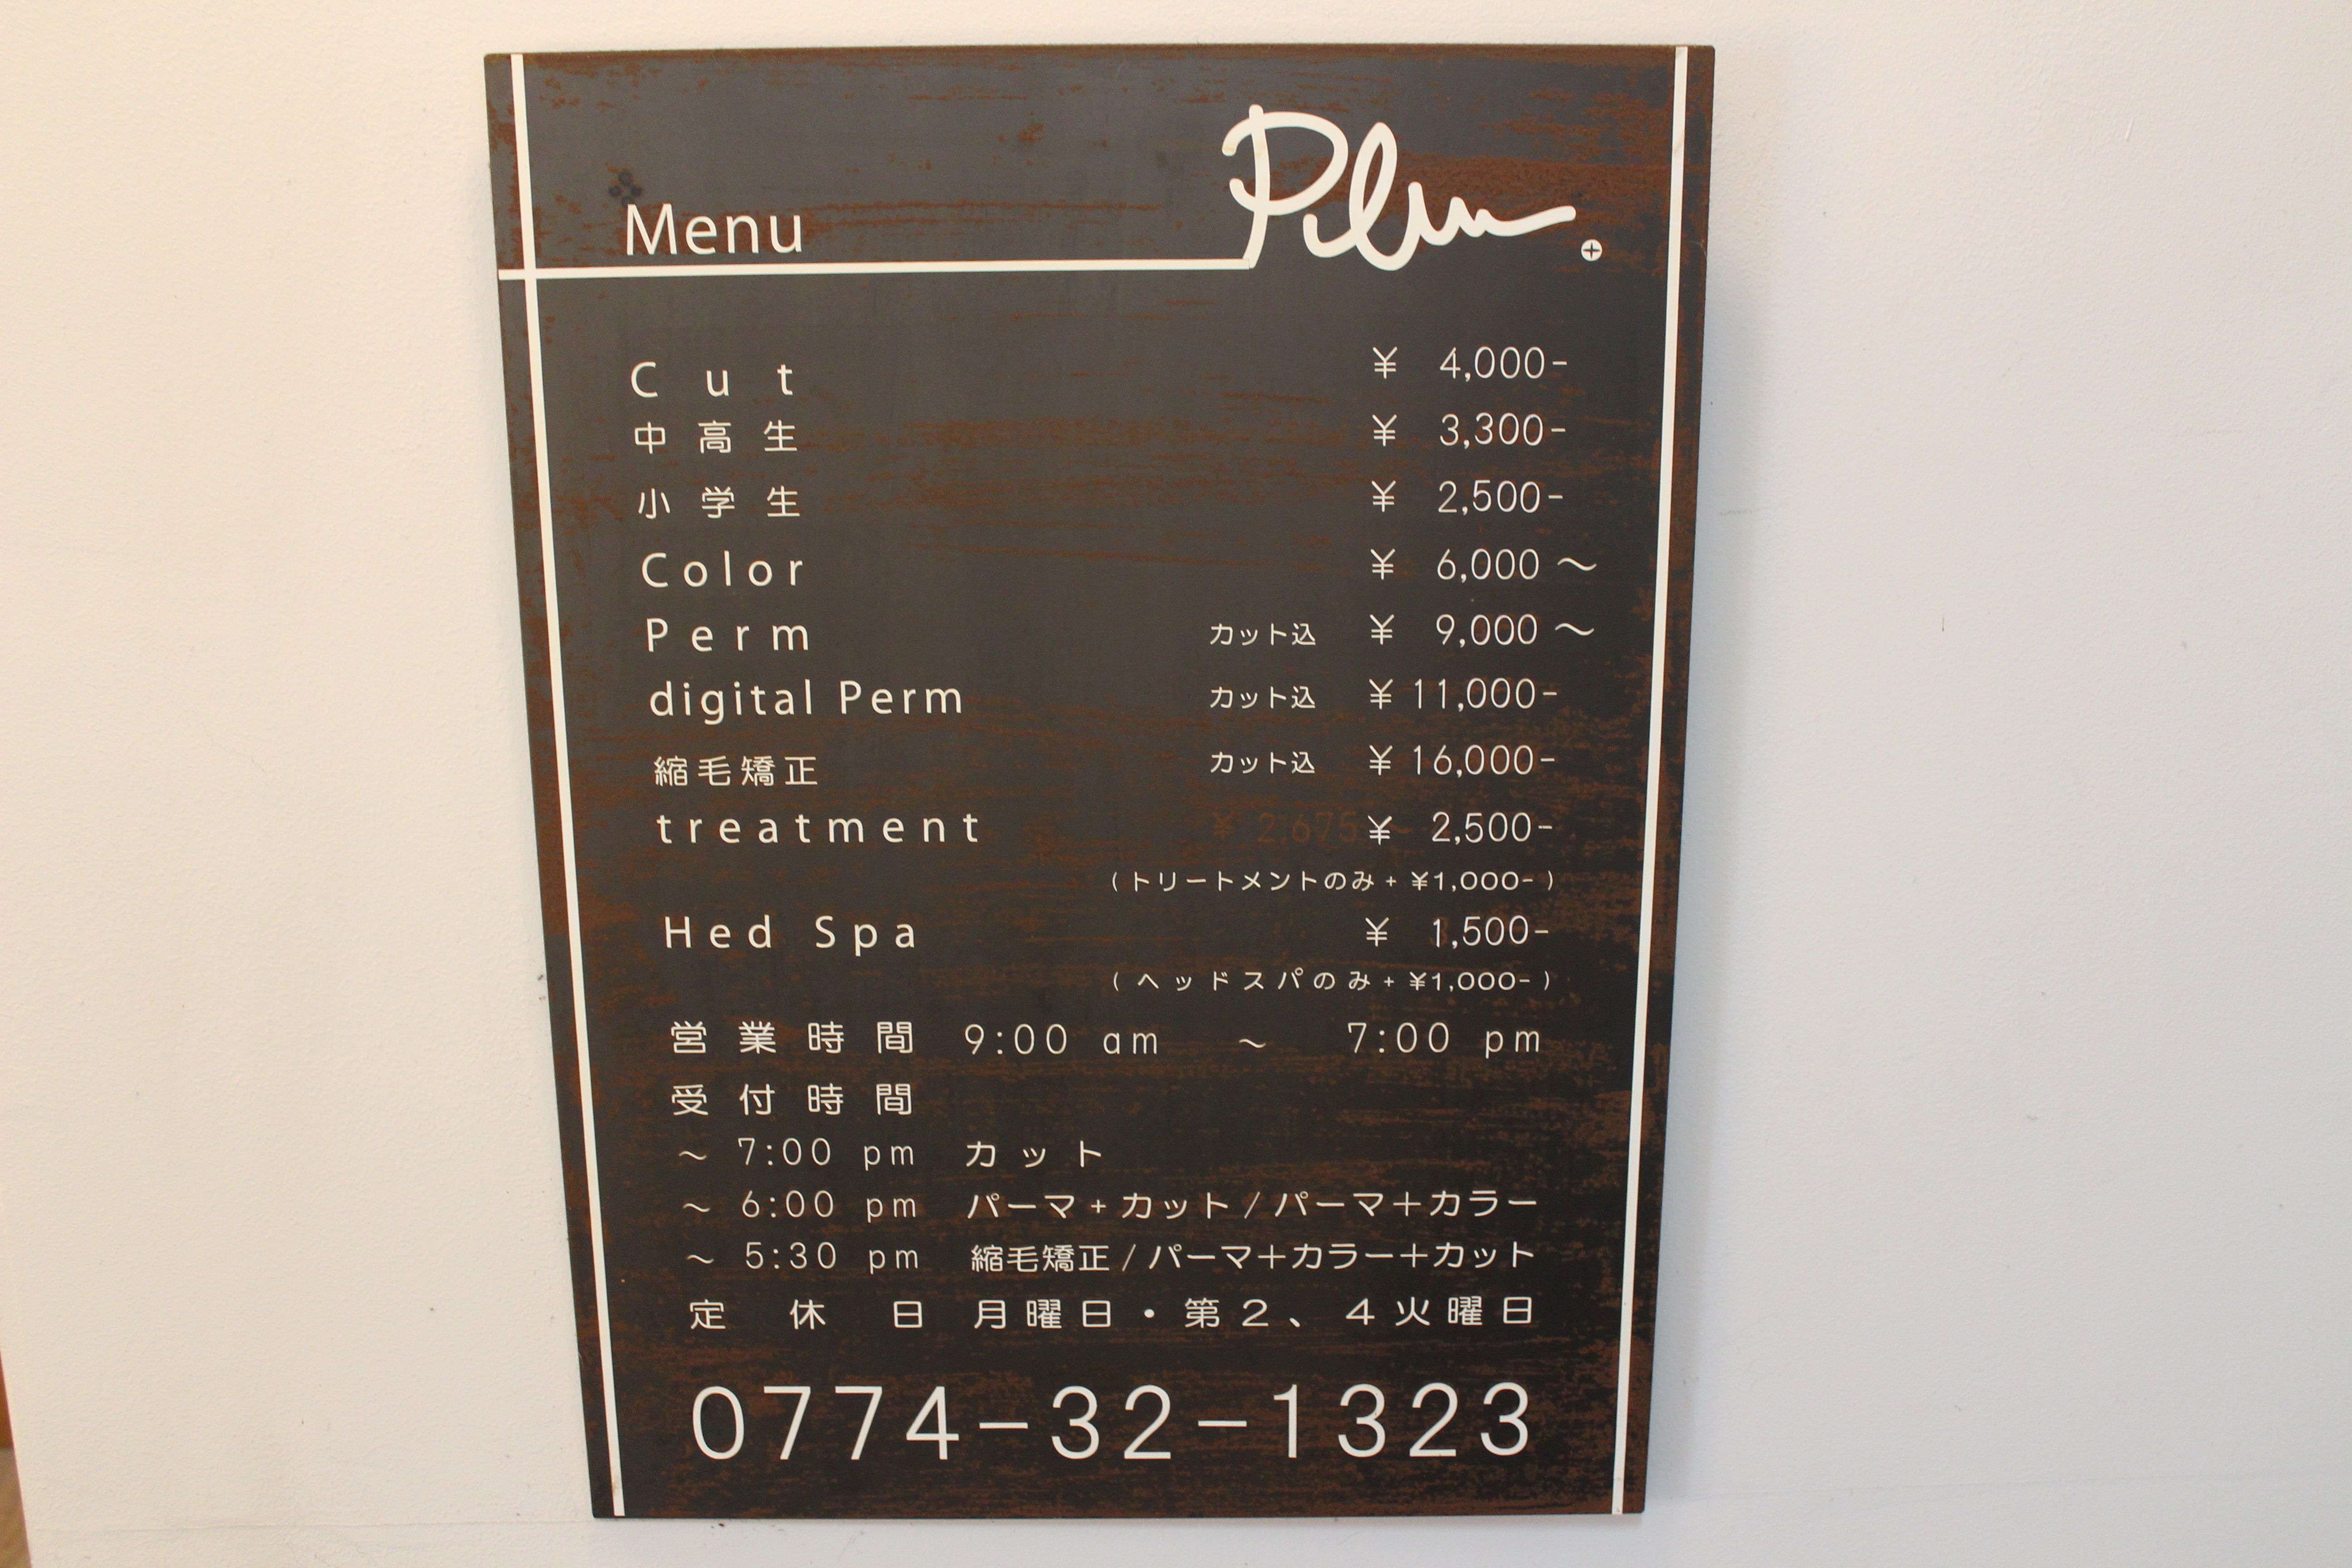 Menu
Cut ¥ 4,000-
中高生 ¥ 3,300-
小学生 ¥ 2,500-
Color ¥ 6,000～
Perm カット込 ¥ 9,000～
digital Perm カット込 ¥ 11,000-
縮毛矯正 カット込 ¥ 16,000-
treatment ¥ 2,500-
(トリートメントのみ+ ¥1,000-)
Hed Spa ¥ 1,500-
(ヘッドスパのみ+ ¥1,000-)
営業時間 9:00 am ～ 7:00 pm
受付時間
～ 7:00 pm カット
～ 6:00 pm パーマ+カット/パーマ+カラー
～ 5:30 pm 縮毛矯正/パーマ+カラー+カット
定休日 月曜日・第2、4火曜日
0774-32-1323